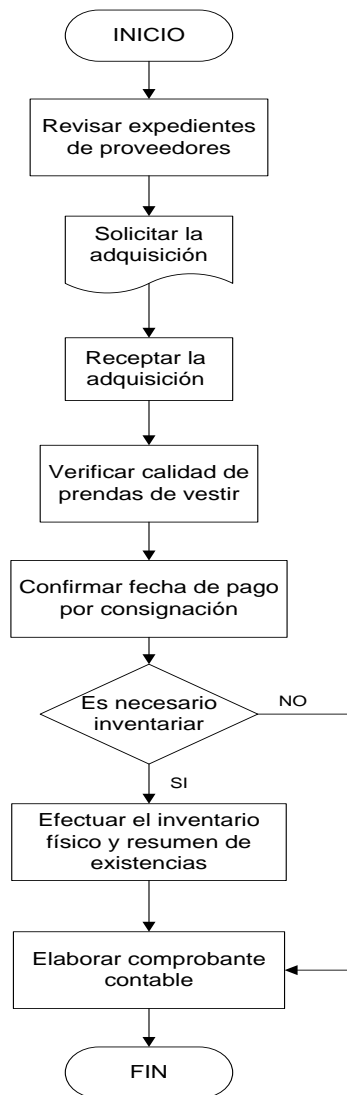 INICIO
Revisar expedientes
de proveedores
Solicitar la
adquisición
Receptar la
adquisición
Verificar calidad de
prendas de vestir
Confirmar fecha de pago
por consignación
Es necesario
inventariar
NO
SI
Efectuar el inventario
físico y resumen de
existencias
Elaborar comprobante
contable
FIN